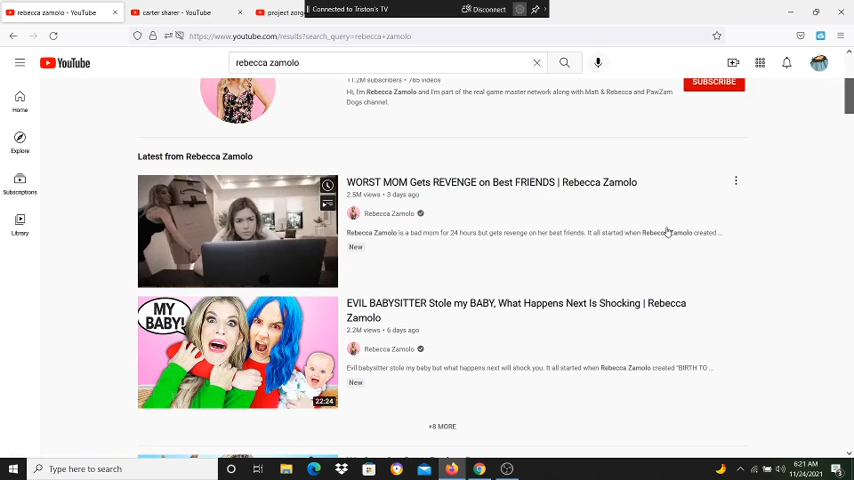 rebecca zamolo - YouTube
carter sharer - YouTube
project zorg
Connected to Triston's TV
Disconnect
https://www.youtube.com/results?search_query=rebecca+zamolo
YouTube
rebecca zamolo
11.2M subscribers • 785 videos
SUBSCRIBE
Hi, I'm Rebecca Zamolo and I'm part of the real game master network along with Matt & Rebecca and PawZam
Dogs channel.
Home
Explore
Subscriptions
Library
Latest from Rebecca Zamolo
WORST MOM Gets REVENGE on Best FRIENDS | Rebecca Zamolo
2.5M views • 3 days ago
Rebecca Zamolo
Rebecca Zamolo is a bad mom for 24 hours but gets revenge on her best friends. It all started when Rebecca Zamolo created ...
New
MY
BABY!
22:24
EVIL BABYSITTER Stole my BABY, What Happens Next Is Shocking | Rebecca
Zamolo
2.2M views • 6 days ago
Rebecca Zamolo
Evil babysitter stole my baby but what happens next will shock you. It all started when Rebecca Zamolo created "BIRTH TO ...
New
+8 MORE
Type here to search
6:21 AM
11/24/2021
3